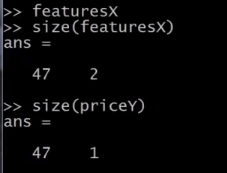 >> featuresX
>> size(featuresX)
ans =
47 2
>> size(priceY)
ans =
47 1